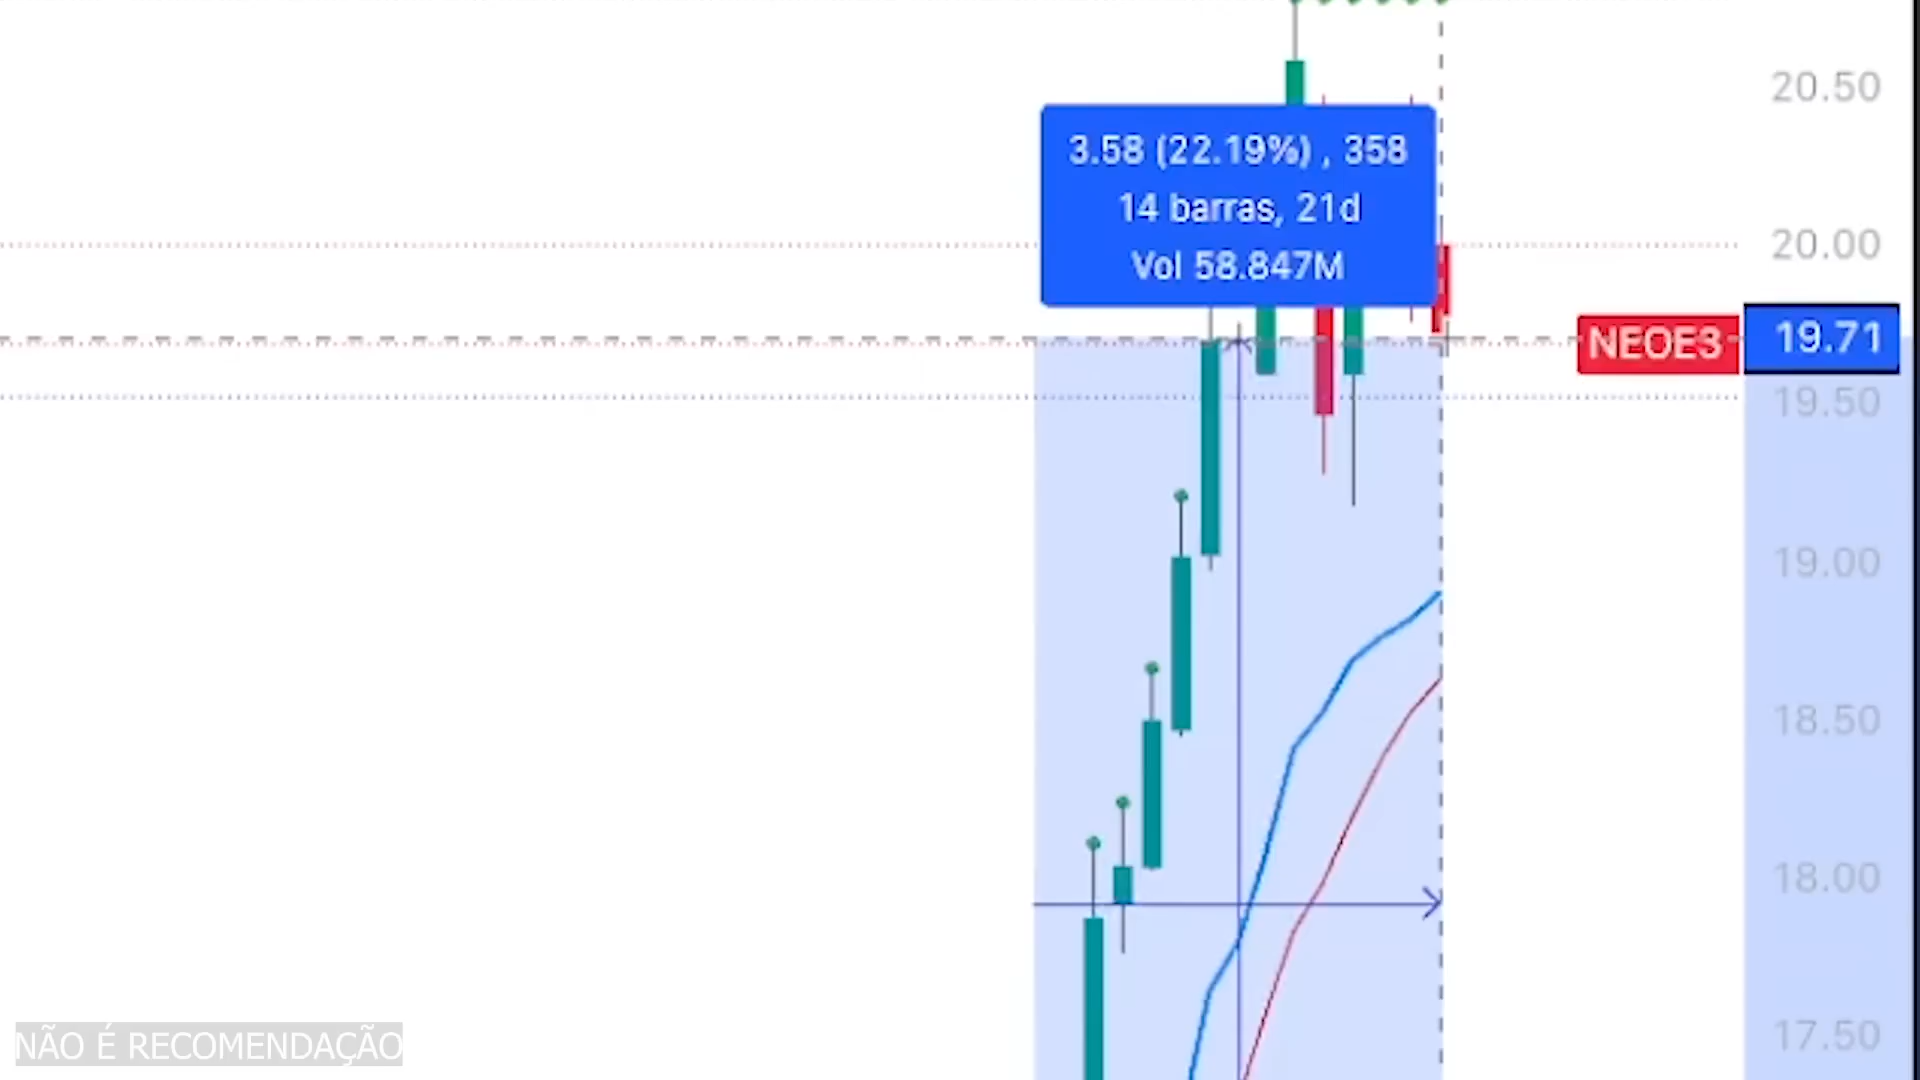 20.50
3.58 (22.19%) , 358
14 barras, 21d
Vol 58.847M
20.00
NEOE3
19.71
19.50
19.00
18.50
18.00
17.50
NÃO É RECOMENDAÇÃO